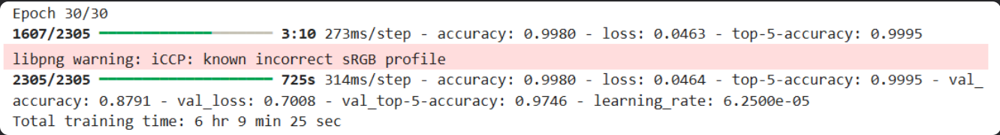 Epoch 30/30
1607/2305 3:10 273ms/step - accuracy: 0.9980 - loss: 0.0463 - top-5-accuracy: 0.9995
libpng warning: iCCP: known incorrect sRGB profile
2305/2305 725s 314ms/step - accuracy: 0.9980 - loss: 0.0464 - top-5-accuracy: 0.9995 - val_
accuracy: 0.8791 - val_loss: 0.7008 - val_top-5-accuracy: 0.9746 - learning_rate: 6.2500e-05
Total training time: 6 hr 9 min 25 sec